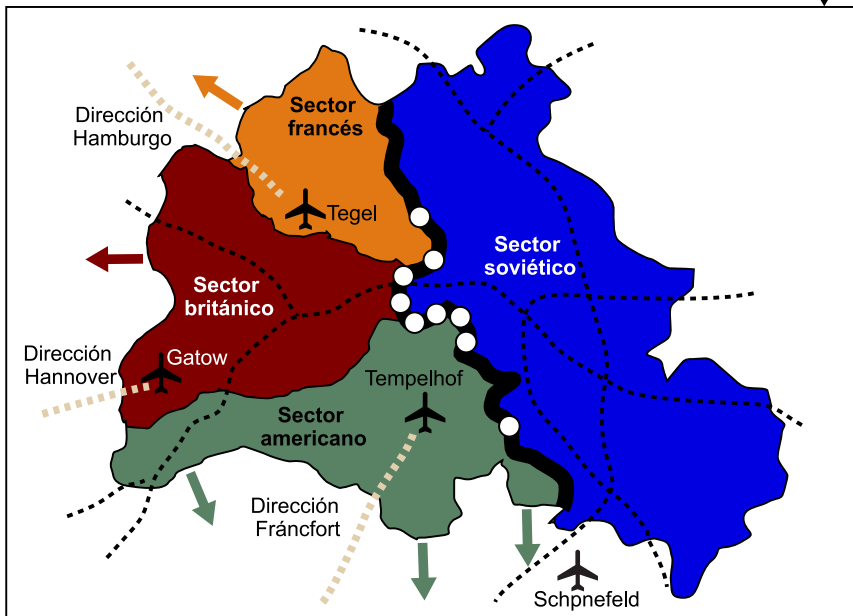 Dirección
Hamburgo
Sector
francés
Tegel
Sector
soviético
Sector
británico
Dirección
Hannover
Gatow
Tempelhof
Sector
americano
Dirección
Fráncfort
Schpnefeld